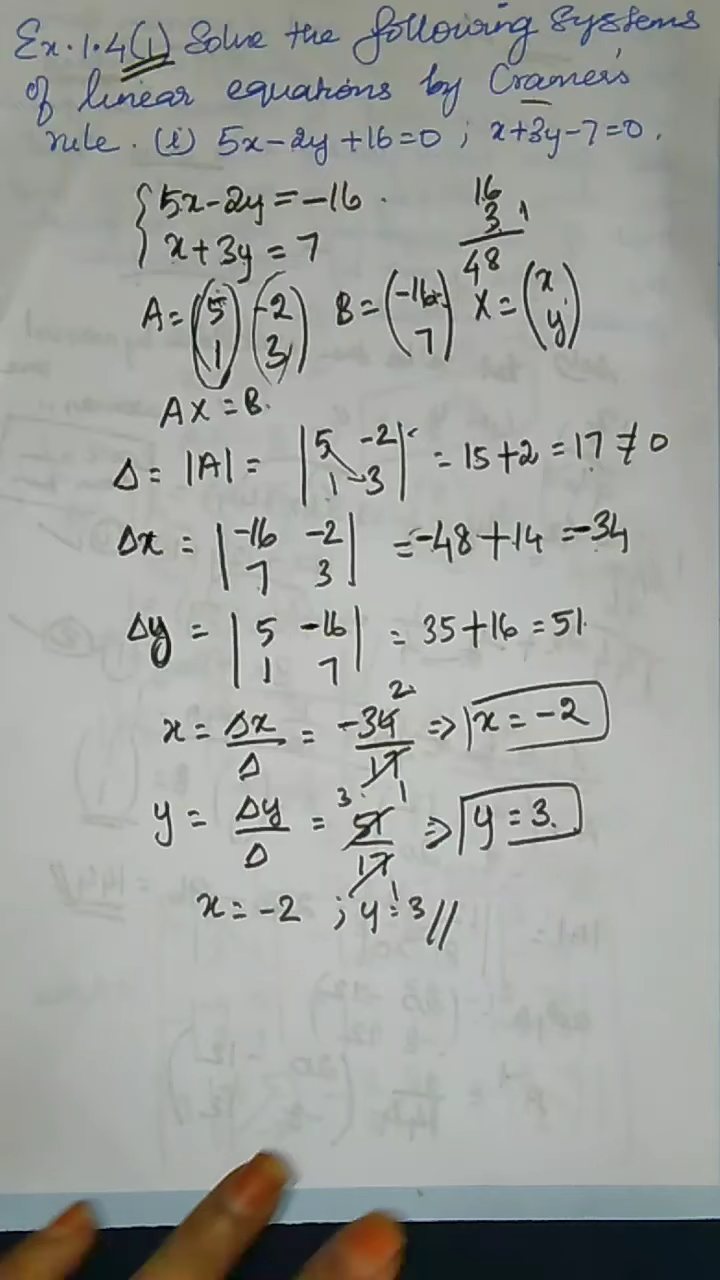 Ex.1.4(1) Solve the following systems
of linear equations by Cramer's
rule. (i) 5x-2y+16=0 ; x+3y-7=0.
5x-2y=-16.
x+3y=7
16
3
48
A=(5 -2
1 3) B=(-16
7) X=(x
y)
AX=B.
Δ= |A| = |5 -2
1 3| = 15+2=17≠0
Δx = |-16 -2
7 3| =-48+14=-34
Δy = |5 -16
1 7| = 35+16=51.
x = Δx/Δ = -34/17 ⇒ x=-2
y = Δy/Δ = 51/17 ⇒ y=3.
x=-2 ; y=3//